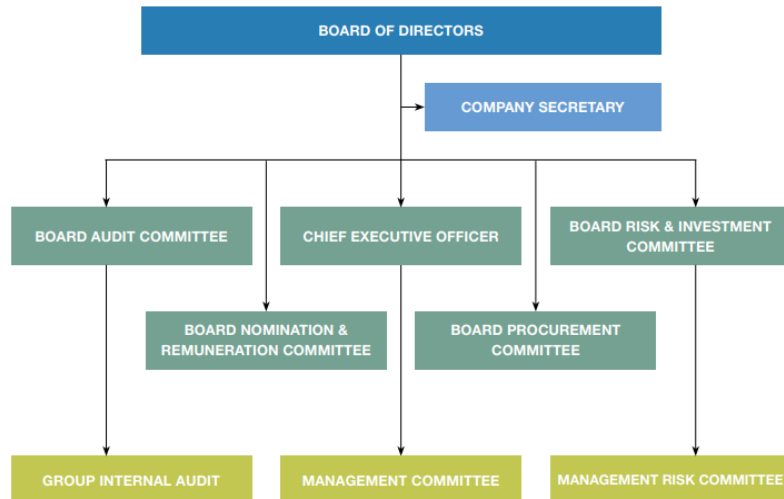 BOARD OF DIRECTORS
COMPANY SECRETARY
BOARD AUDIT COMMITTEE
CHIEF EXECUTIVE OFFICER
BOARD RISK & INVESTMENT
COMMITTEE
BOARD NOMINATION &
REMUNERATION COMMITTEE
BOARD PROCUREMENT
COMMITTEE
GROUP INTERNAL AUDIT
MANAGEMENT COMMITTEE
MANAGEMENT RISK COMMITTEE